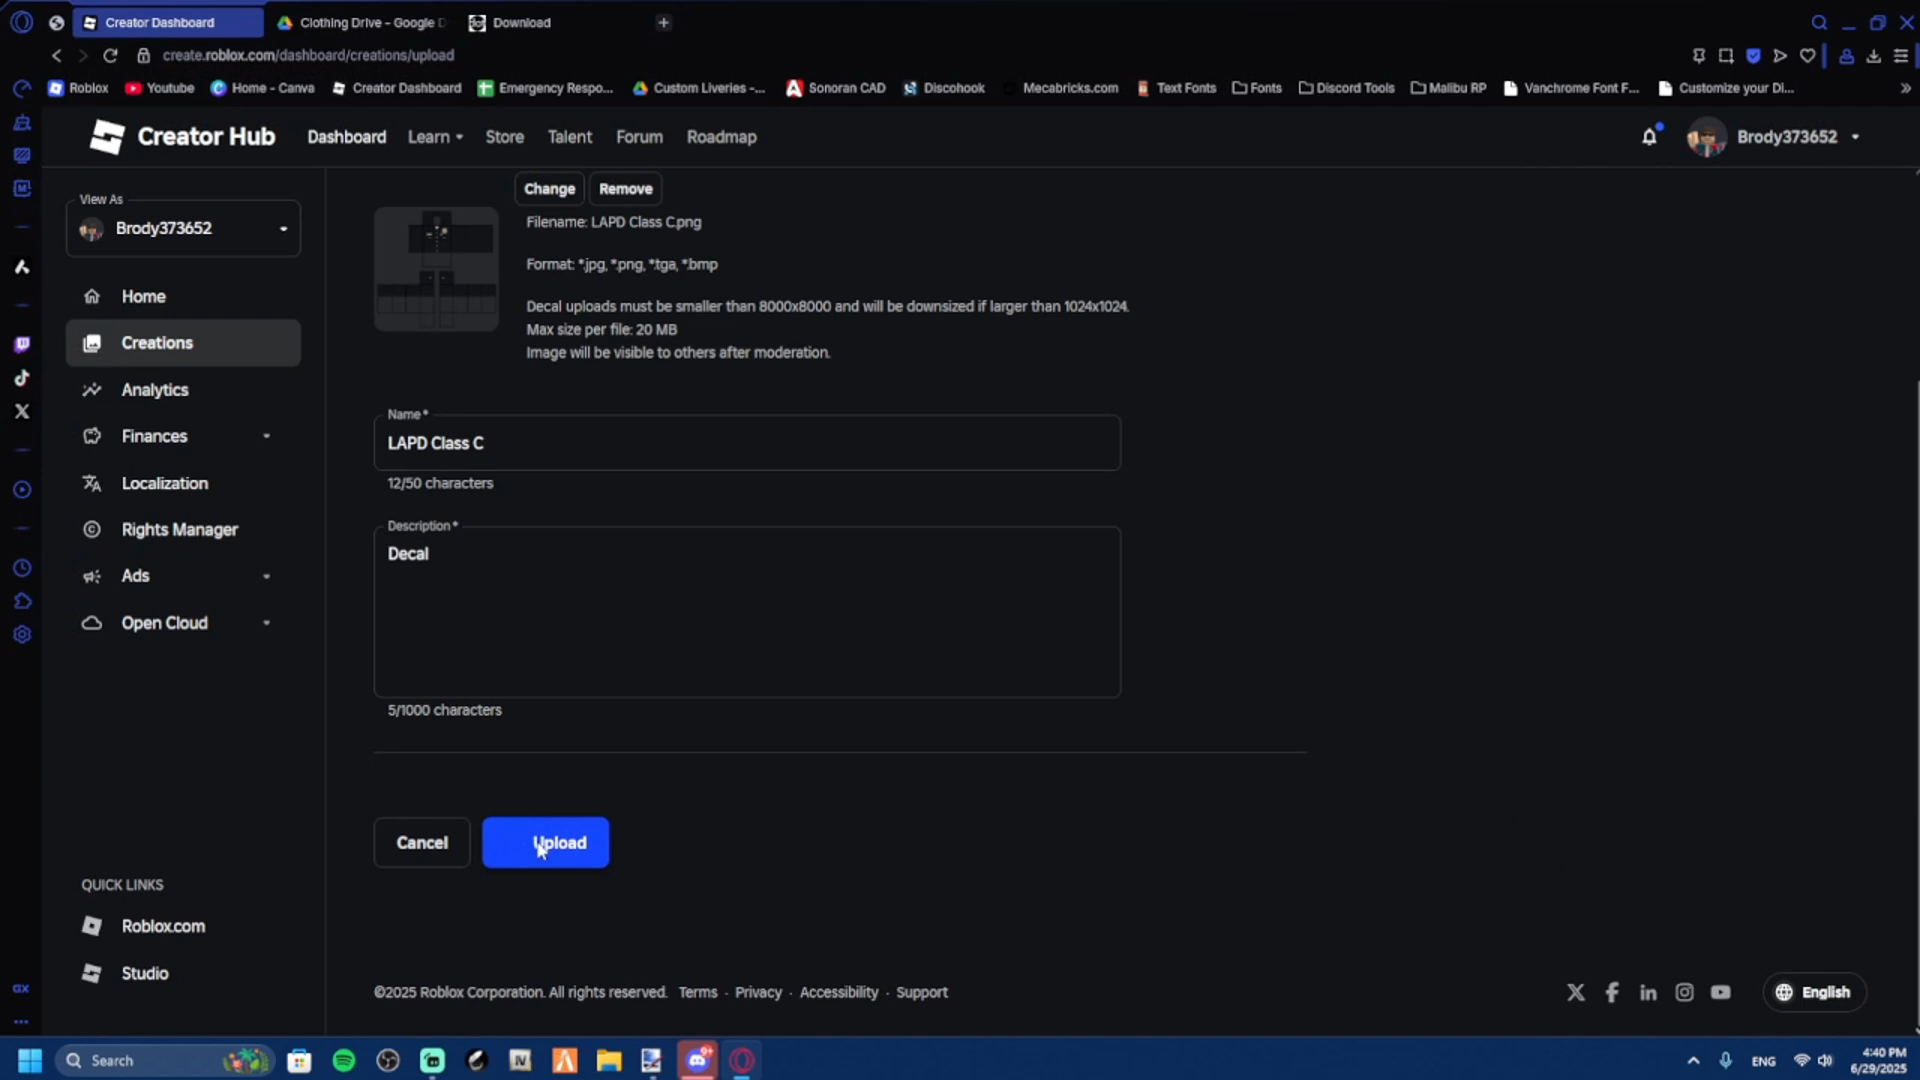 Creator Dashboard
Clothing Drive - Google D
Download
create.roblox.com/dashboard/creations/upload
Roblox
Youtube
Home - Canva
Creator Dashboard
Emergency Respo...
Custom Liveries -...
Sonoran CAD
Discohook
Mecabricks.com
Text Fonts
Fonts
Discord Tools
Malibu RP
Vanchrome Font F...
Customize your Di...
Creator Hub
Dashboard
Learn
Store
Talent
Forum
Roadmap
Brody373652
View As
Brody373652
Home
Creations
Analytics
Finances
Localization
Rights Manager
Ads
Open Cloud
QUICK LINKS
Roblox.com
Studio
Change
Remove
Filename: LAPD Class C.png
Format: *.jpg, *.png, *.tga, *.bmp
Decal uploads must be smaller than 8000x8000 and will be downsized if larger than 1024x1024.
Max size per file: 20 MB
Image will be visible to others after moderation.
Name*
LAPD Class C
12/50 characters
Description*
Decal
5/1000 characters
Cancel
Upload
©2025 Roblox Corporation. All rights reserved. Terms · Privacy · Accessibility · Support
English
GX
Search
ENG
4:40 PM
6/29/2025